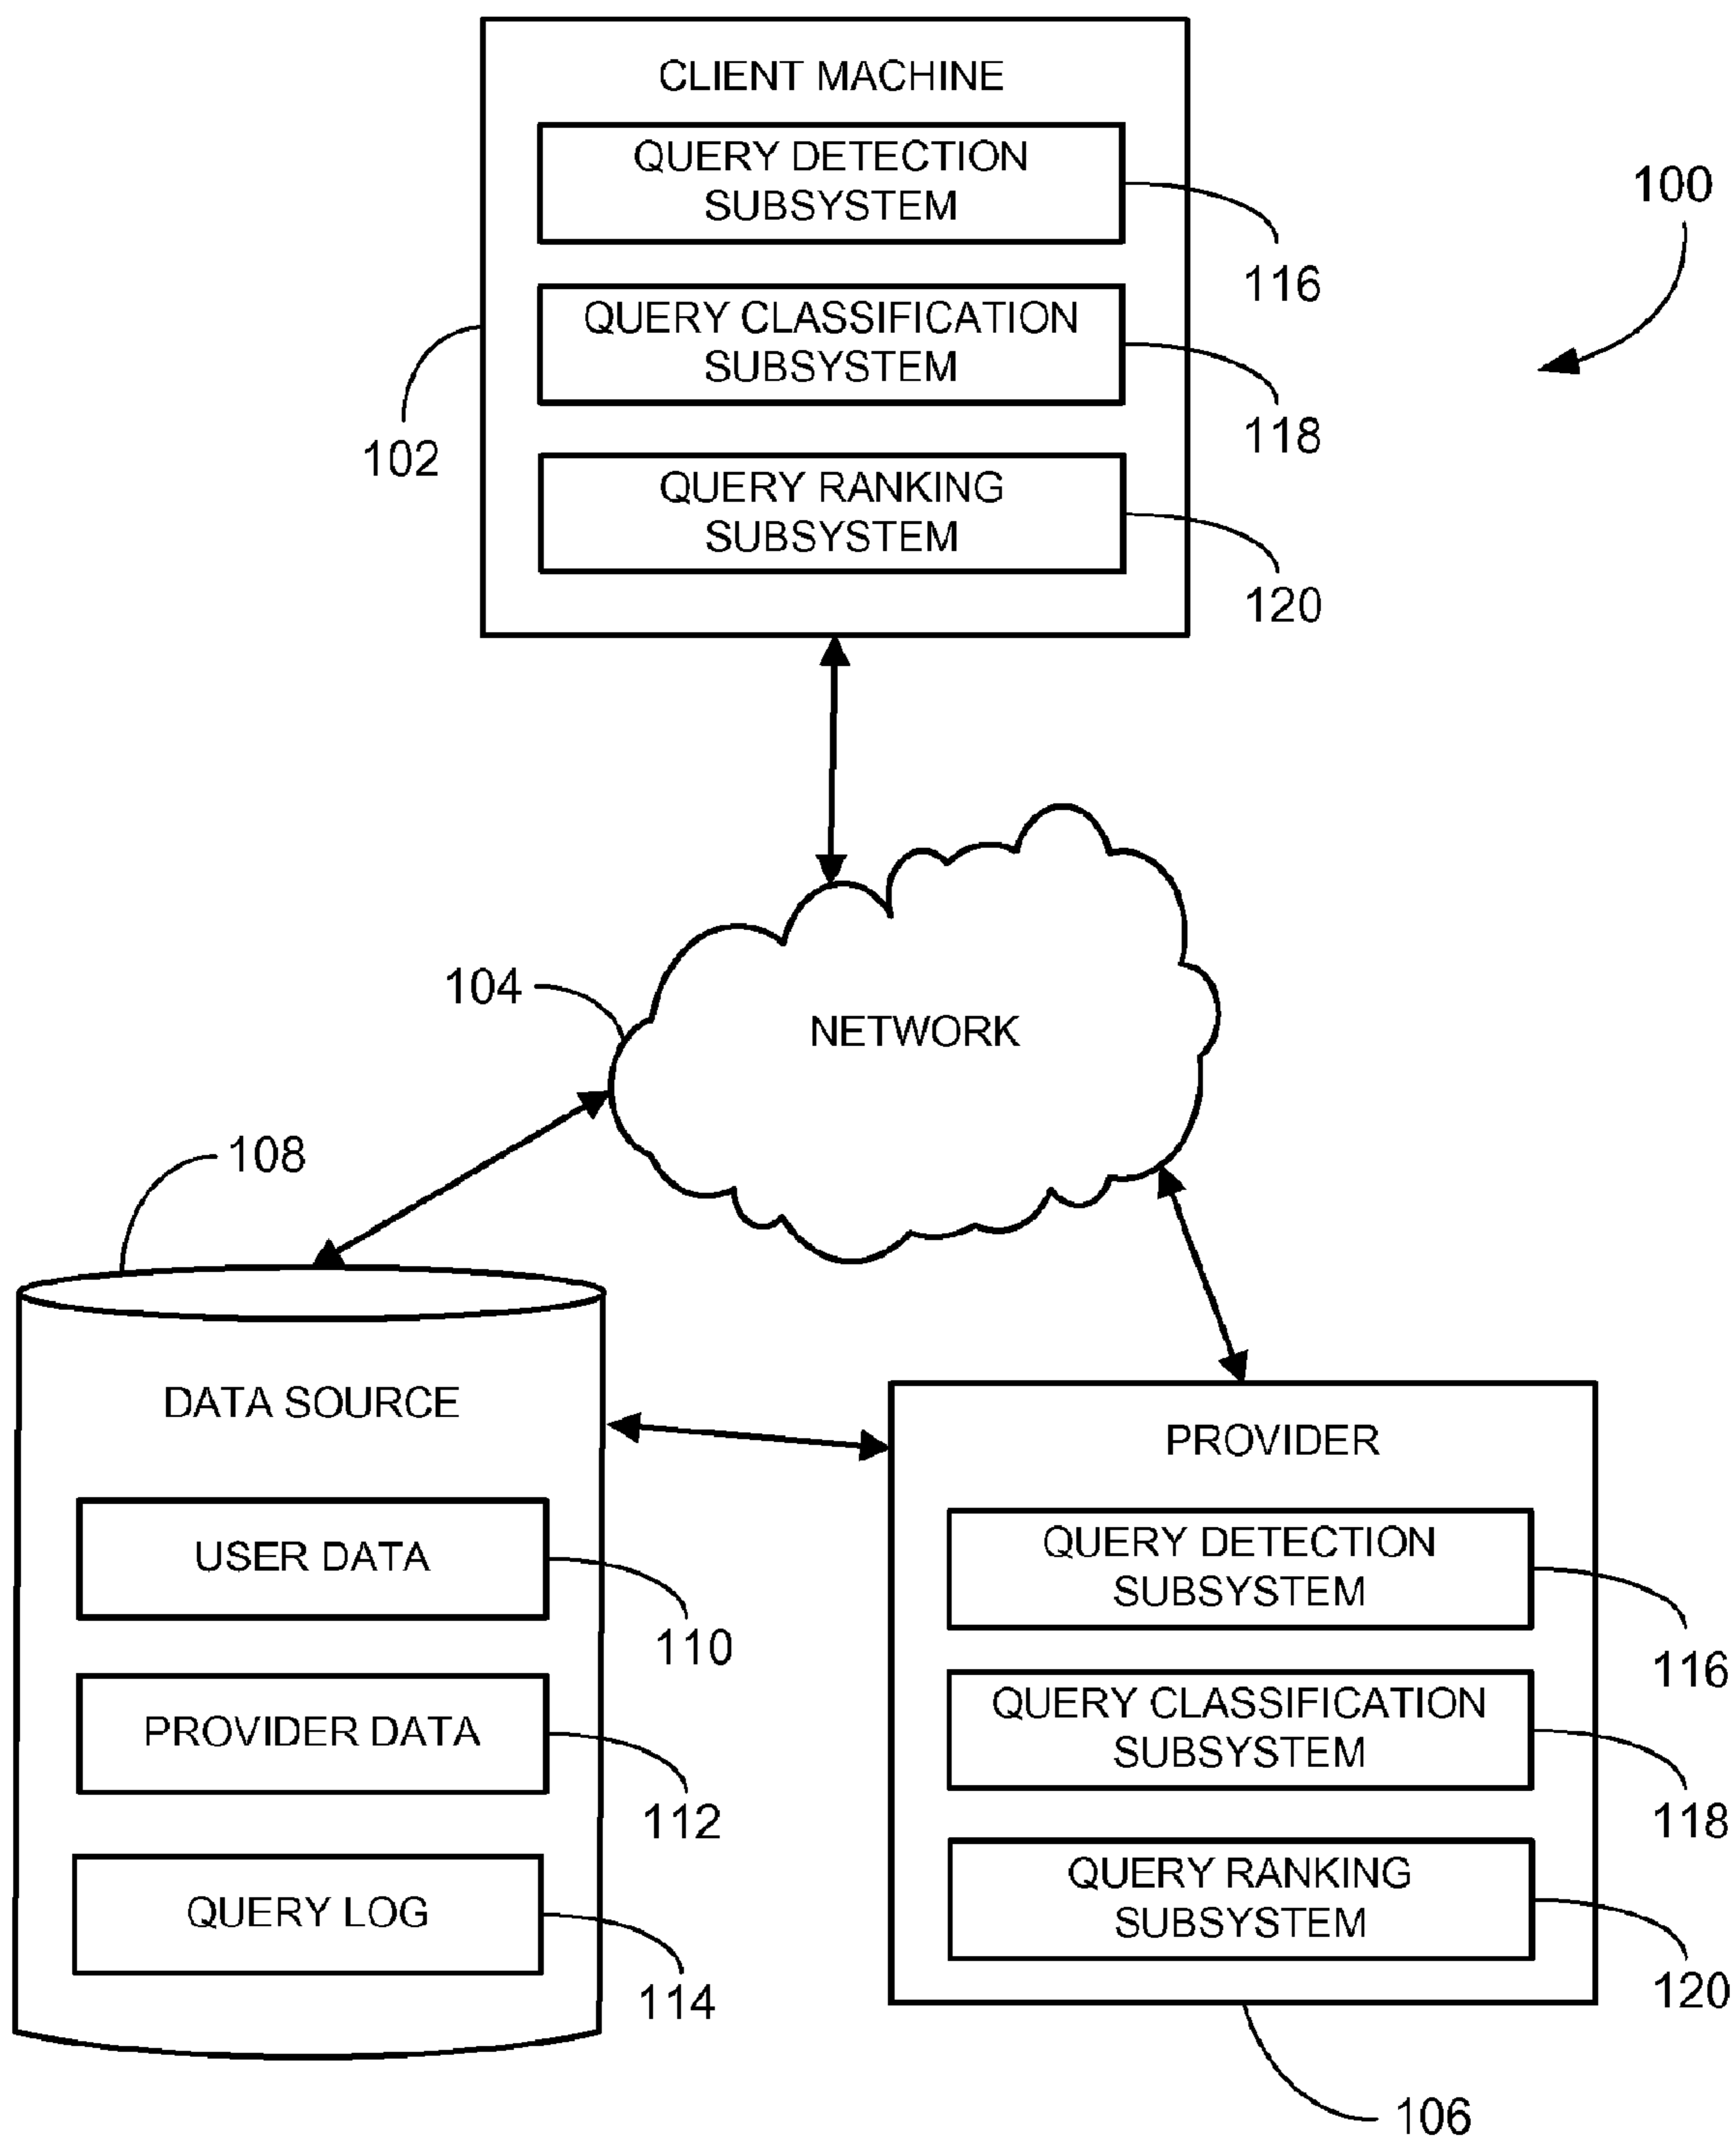 CLIENT MACHINE
QUERY DETECTION
SUBSYSTEM
116
QUERY CLASSIFICATION
SUBSYSTEM
118
QUERY RANKING
SUBSYSTEM
120
102
100
104
NETWORK
108
DATA SOURCE
USER DATA
110
PROVIDER DATA
112
QUERY LOG
114
PROVIDER
QUERY DETECTION
SUBSYSTEM
116
QUERY CLASSIFICATION
SUBSYSTEM
118
QUERY RANKING
SUBSYSTEM
120
106